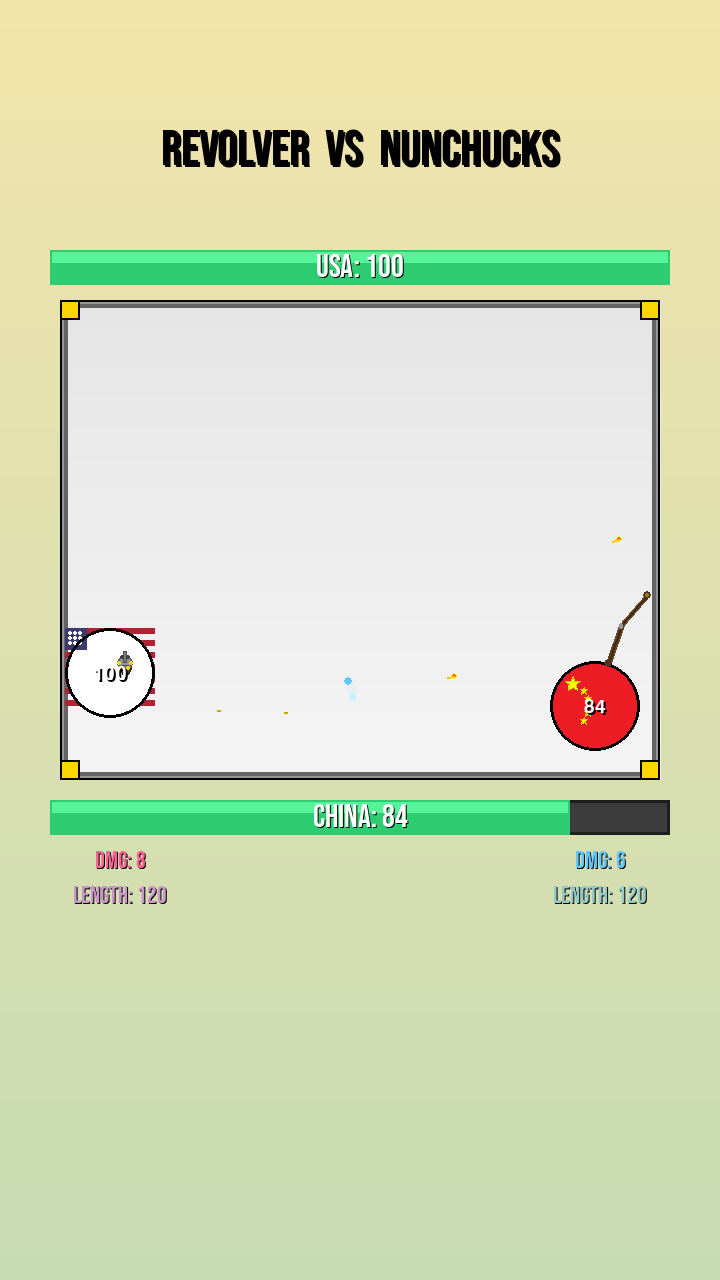 REVOLVER VS NUNCHUCKS
USA: 100
100
84
CHINA: 84
DMG: 8
DMG: 6
LENGTH: 120
LENGTH: 120